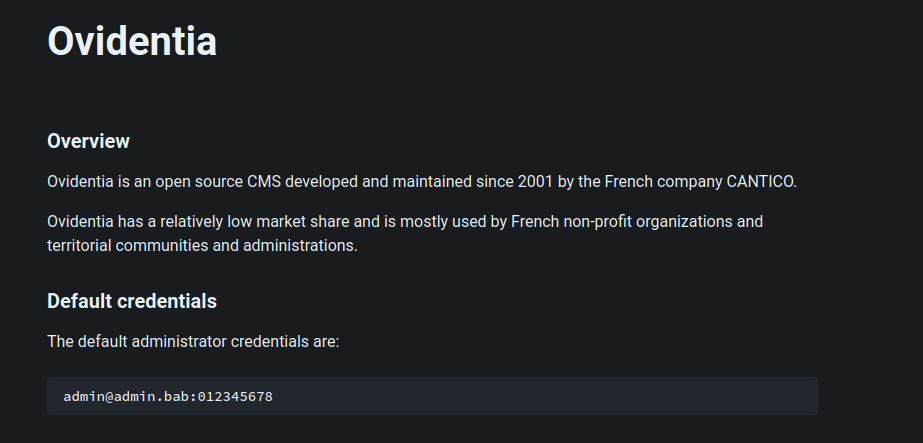 Ovidentia
Overview
Ovidentia is an open source CMS developed and maintained since 2001 by the French company CANTICO.
Ovidentia has a relatively low market share and is mostly used by French non-profit organizations and
territorial communities and administrations.
Default credentials
The default administrator credentials are:
admin@admin.bab:012345678